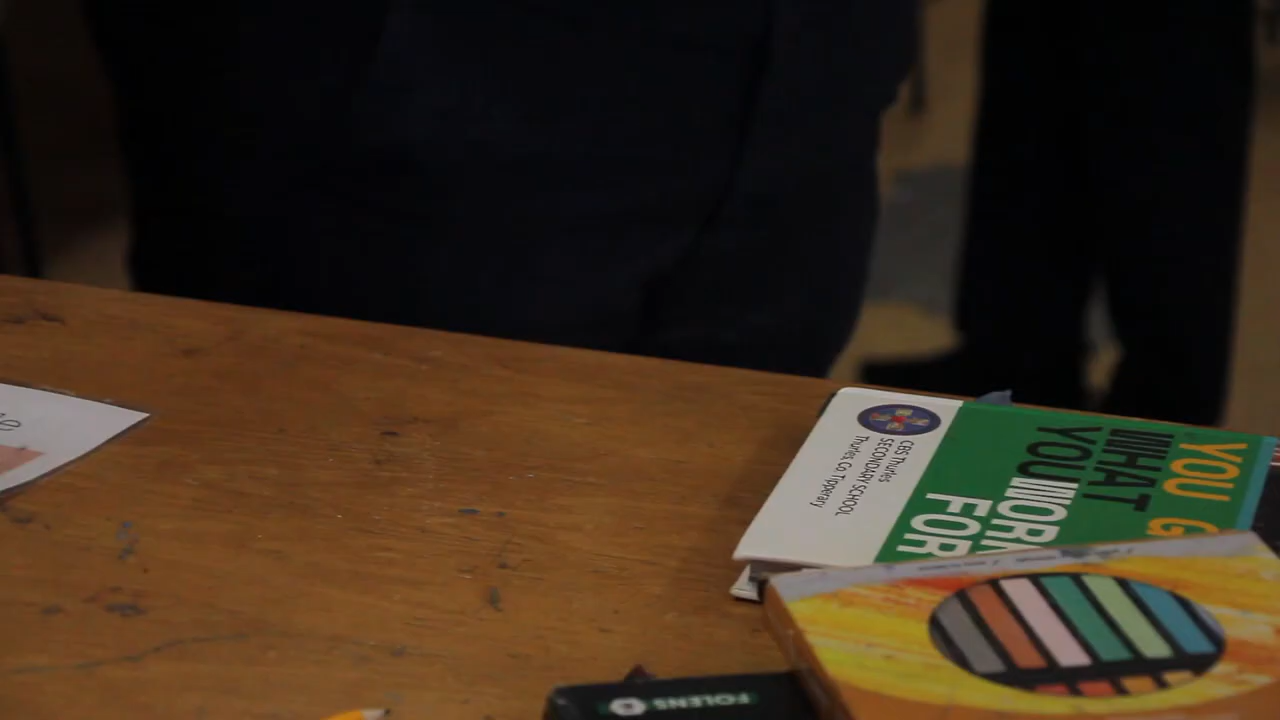 CBS Thurles
SECONDARY SCHOOL
Thurles, Co. Tipperary
YOU G
WHAT
YOU WORK
FOR
FOLENS